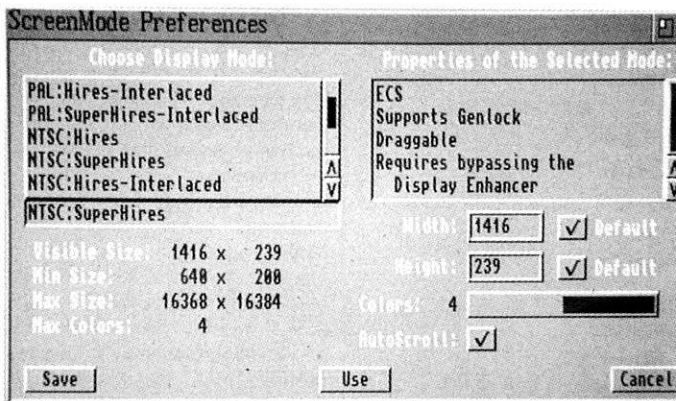 ScreenMode Preferences
Choose Display Mode:
PAL:Hires-Interlaced
PAL:SuperHires-Interlaced
NTSC:Hires
NTSC:SuperHires
NTSC:Hires-Interlaced
NTSC:SuperHires
Visible Size: 1416 x 239
Min Size: 640 x 200
Max Size: 16368 x 16384
Max Colors: 4
Properties of the Selected Mode:
ECS
Supports Genlock
Draggable
Requires bypassing the
Display Enhancer
Width: 1416 Default
Height: 239 Default
Colors: 4
AutoScroll:
Save
Use
Cancel